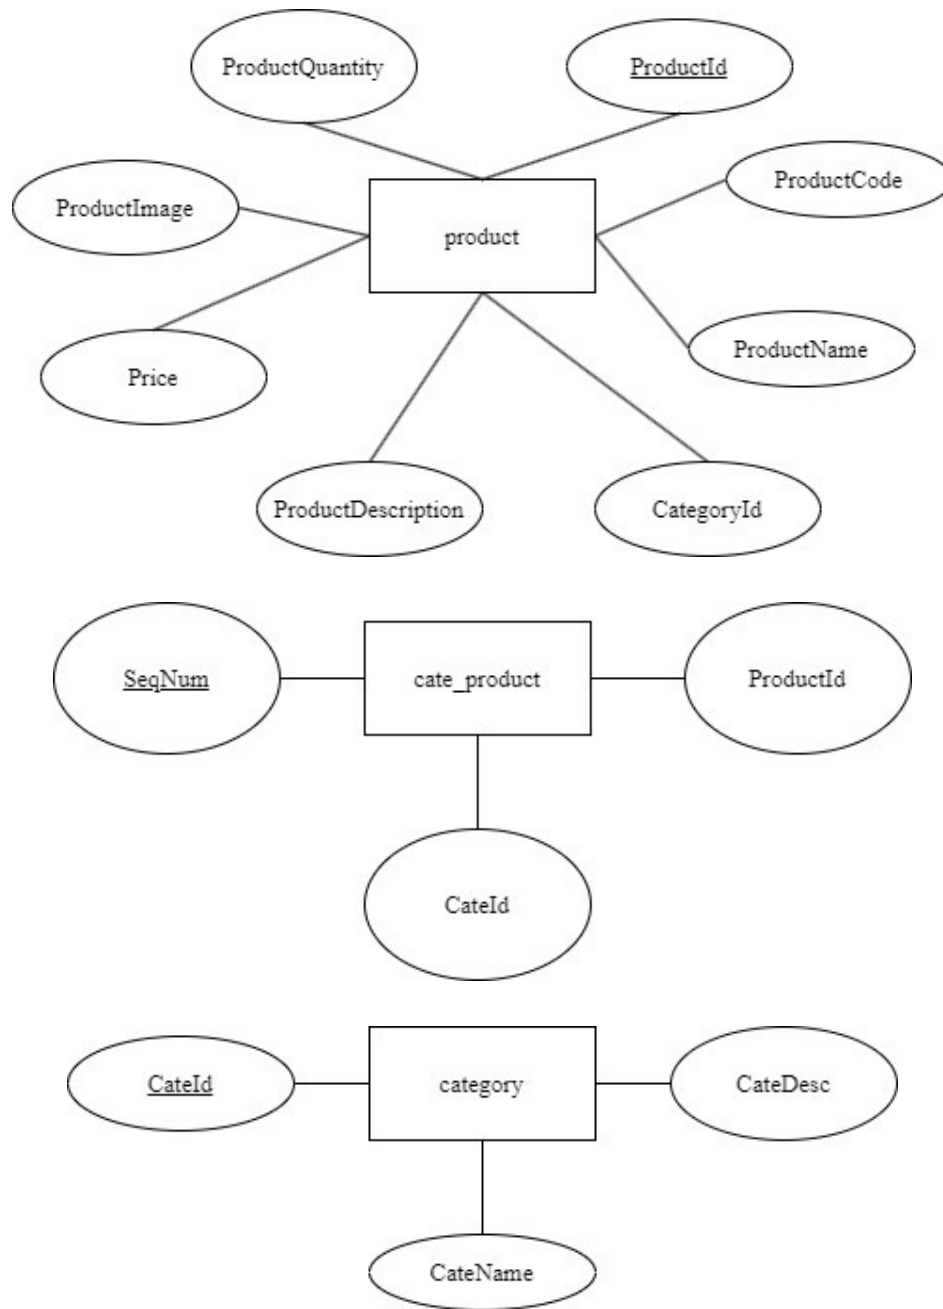 ProductQuantity
ProductId
ProductImage
product
ProductCode
Price
ProductName
ProductDescription
CategoryId
SeqNum
cate_product
ProductId
CateId
CateId
category
CateDesc
CateName